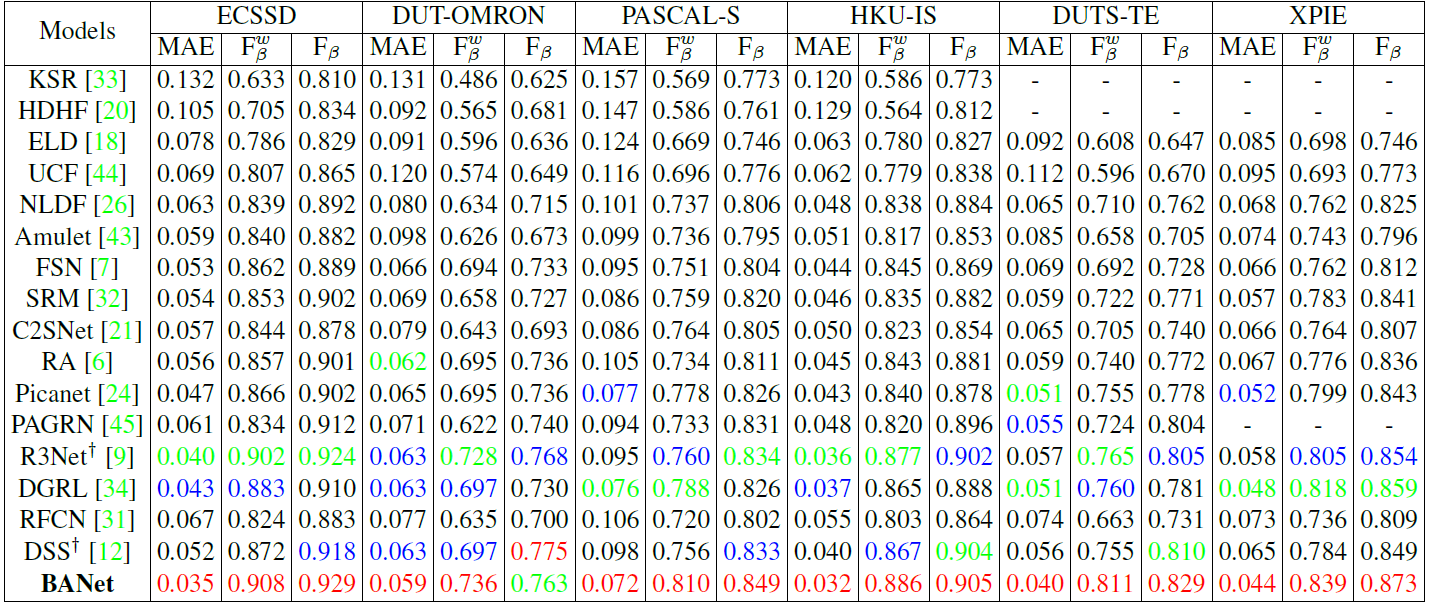 Models ECSSD DUT-OMRON PASCAL-S HKU-IS DUTS-TE XPIE
MAE F^w_β F_β MAE F^w_β F_β MAE F^w_β F_β MAE F^w_β F_β MAE F^w_β F_β MAE F^w_β F_β
KSR [33] 0.132 0.633 0.810 0.131 0.486 0.625 0.157 0.569 0.773 0.120 0.586 0.773 - - - - - -
HDHF [20] 0.105 0.705 0.834 0.092 0.565 0.681 0.147 0.586 0.761 0.129 0.564 0.812 - - - - - -
ELD [18] 0.078 0.786 0.829 0.091 0.596 0.636 0.124 0.669 0.746 0.063 0.780 0.827 0.092 0.608 0.647 0.085 0.698 0.746
UCF [44] 0.069 0.807 0.865 0.120 0.574 0.649 0.116 0.696 0.776 0.062 0.779 0.838 0.112 0.596 0.670 0.095 0.693 0.773
NLDF [26] 0.063 0.839 0.892 0.080 0.634 0.715 0.101 0.737 0.806 0.048 0.838 0.884 0.065 0.710 0.762 0.068 0.762 0.825
Amulet [43] 0.059 0.840 0.882 0.098 0.626 0.673 0.099 0.736 0.795 0.051 0.817 0.853 0.085 0.658 0.705 0.074 0.743 0.796
FSN [7] 0.053 0.862 0.889 0.066 0.694 0.733 0.095 0.751 0.804 0.044 0.845 0.869 0.069 0.692 0.728 0.066 0.762 0.812
SRM [32] 0.054 0.853 0.902 0.069 0.658 0.727 0.086 0.759 0.820 0.046 0.835 0.882 0.059 0.722 0.771 0.057 0.783 0.841
C2SNet [21] 0.057 0.844 0.878 0.079 0.643 0.693 0.086 0.764 0.805 0.050 0.823 0.854 0.065 0.705 0.740 0.066 0.764 0.807
RA [6] 0.056 0.857 0.901 0.062 0.695 0.736 0.105 0.734 0.811 0.045 0.843 0.881 0.059 0.740 0.772 0.067 0.776 0.836
Picanet [24] 0.047 0.866 0.902 0.065 0.695 0.736 0.077 0.778 0.826 0.043 0.840 0.878 0.051 0.755 0.778 0.052 0.799 0.843
PAGRN [45] 0.061 0.834 0.912 0.071 0.622 0.740 0.094 0.733 0.831 0.048 0.820 0.896 0.055 0.724 0.804 - - -
R3Net† [9] 0.040 0.902 0.924 0.063 0.728 0.768 0.095 0.760 0.834 0.036 0.877 0.902 0.057 0.765 0.805 0.058 0.805 0.854
DGRL [34] 0.043 0.883 0.910 0.063 0.697 0.730 0.076 0.788 0.826 0.037 0.865 0.888 0.051 0.760 0.781 0.048 0.818 0.859
RFCN [31] 0.067 0.824 0.883 0.077 0.635 0.700 0.106 0.720 0.802 0.055 0.803 0.864 0.074 0.663 0.731 0.073 0.736 0.809
DSS† [12] 0.052 0.872 0.918 0.063 0.697 0.775 0.098 0.756 0.833 0.040 0.867 0.904 0.056 0.755 0.810 0.065 0.784 0.849
BANet 0.035 0.908 0.929 0.059 0.736 0.763 0.072 0.810 0.849 0.032 0.886 0.905 0.040 0.811 0.829 0.044 0.839 0.873